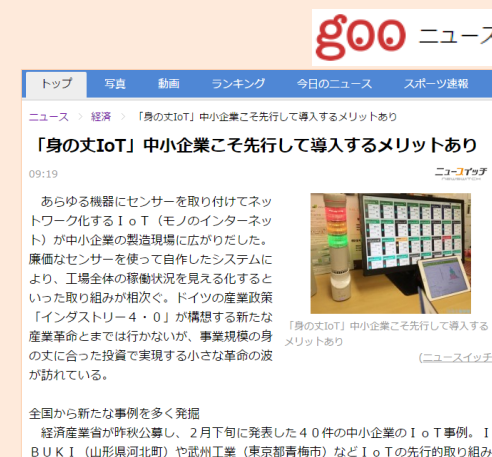 goo ニュース
トップ 写真 動画 ランキング 今日のニュース スポーツ速報
ニュース > 経済 > 「身の丈IoT」中小企業こそ先行して導入するメリットあり
「身の丈IoT」中小企業こそ先行して導入するメリットあり
09:19
ニュースイッチ
あらゆる機器にセンサーを取り付けてネッ
トワーク化するＩｏＴ（モノのインターネッ
ト）が中小企業の製造現場に広がりだした。
廉価なセンサーを使って自作したシステムに
より、工場全体の稼働状況を見える化すると
いった取り組みが相次ぐ。ドイツの産業政策
「インダストリー４・０」が構想する新たな
産業革命とまでは行かないが、事業規模の身
の丈に合った投資で実現する小さな革命の波
が訪れている。
「身の丈IoT」中小企業こそ先行して導入する
メリットあり
(ニュースイッチ
全国から新たな事例を多く発掘
経済産業省が昨秋公募し、２月下旬に発表した４０件の中小企業のＩｏＴ事例。Ｉ
ＢＵＫＩ（山形県河北町）や武州工業（東京都青梅市）などＩｏＴの先行的取り組み